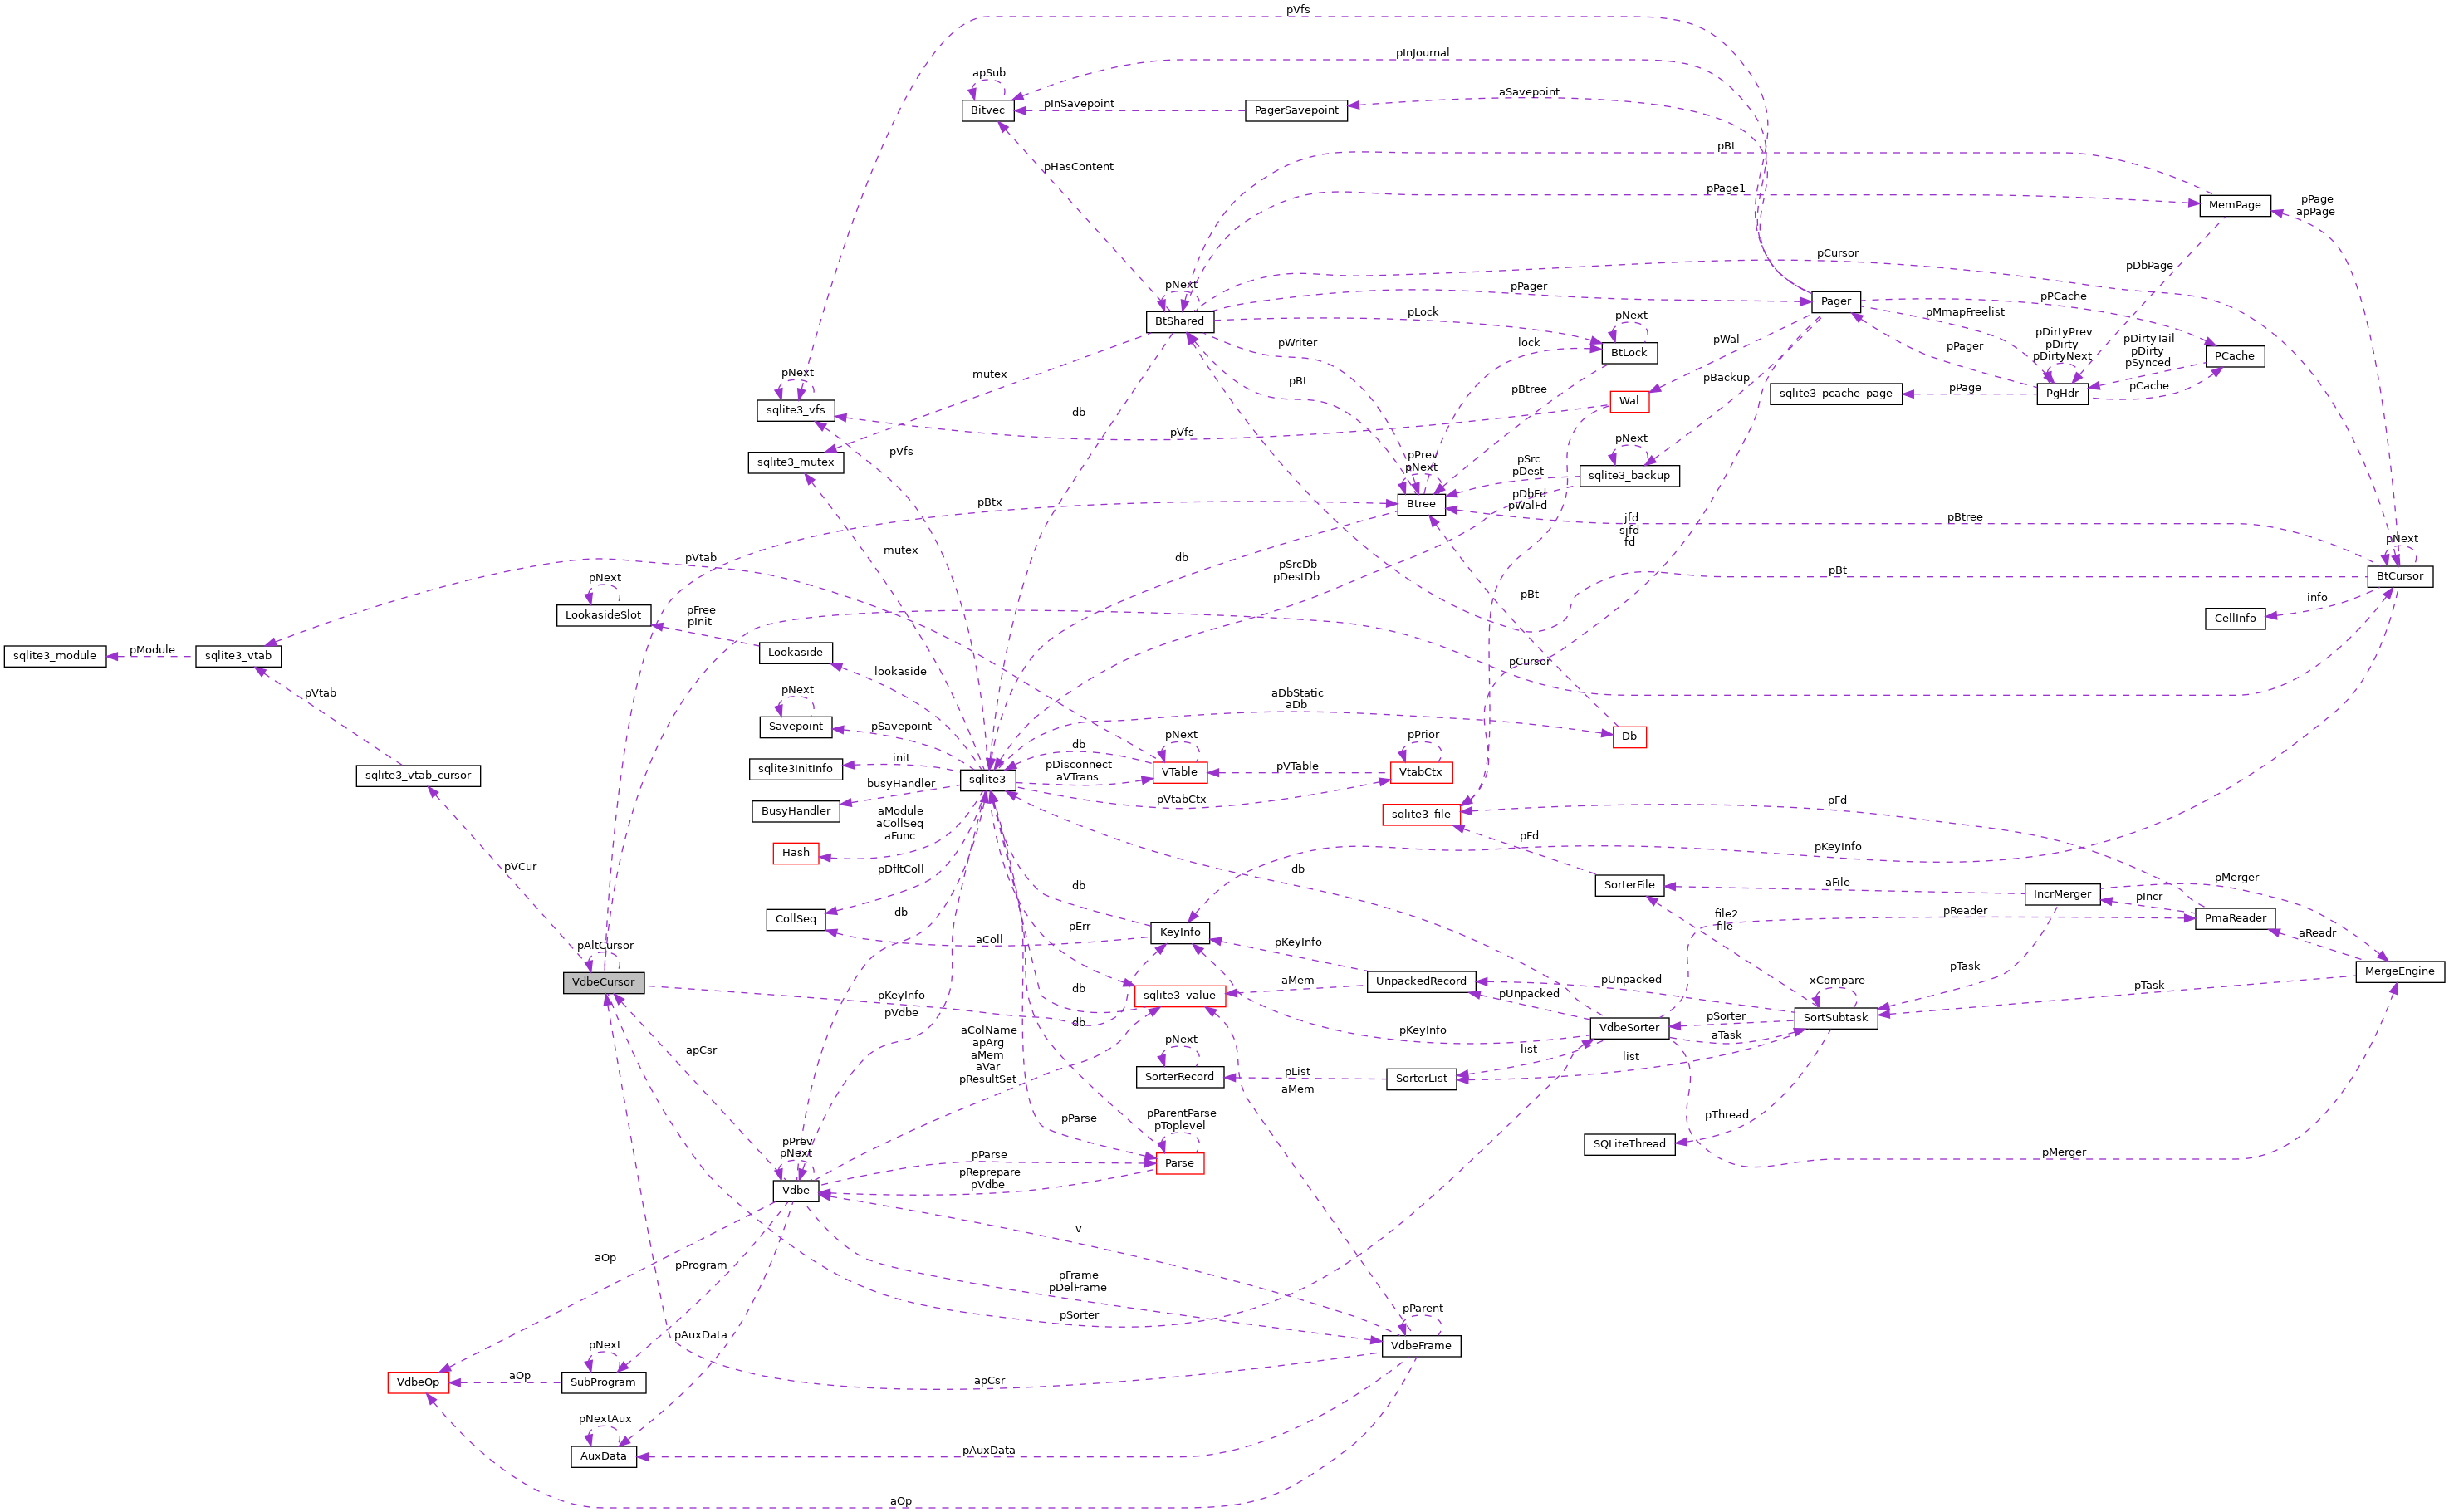 pVfs
pInJournal
apSub
aSavepoint
Bitvec
pInSavepoint
PagerSavepoint
pBt
pHasContent
pPage1
pPage
apPage
MemPage
pCursor
pDbPage
pNext
pPager
Pager
pPCache
BtShared
pLock
pNext
pMmapFreelist
pDirtyPrev
pDirty
pDirtyNext
pDirtyTail
pDirty
pSynced
pWriter
lock
BtLock
pWal
pPager
PCache
mutex
pNext
pBt
pBackup
pBtree
pPage
pCache
sqlite3_vfs
db
Wal
sqlite3_pcache_page
PgHdr
pVfs
pNext
pVfs
sqlite3_mutex
pPrev
pNext
pSrc
pDest
sqlite3_backup
pBtx
Btree
pDbFd
pWalFd
jfd
sjfd
fd
pBtree
pNext
mutex
pVtab
db
pSrcDb
pDestDb
pBt
BtCursor
pNext
pBt
info
LookasideSlot
pFree
pInit
CellInfo
sqlite3_module
pModule
sqlite3_vtab
Lookaside
pCursor
lookaside
pVtab
pNext
aDbStatic
aDb
Savepoint
pSavepoint
Db
pNext
pPrior
db
init
sqlite3_vtab_cursor
sqlite3InitInfo
sqlite3
pDisconnect
aVTrans
VTable
pVTable
VtabCtx
busyHandler
pVtabCtx
BusyHandler
aModule
aCollSeq
aFunc
sqlite3_file
pFd
pFd
Hash
pKeyInfo
pVCur
pDfltColl
db
db
SorterFile
aFile
IncrMerger
pMerger
CollSeq
db
pErr
file2
file
pReader
pIncr
PmaReader
aColl
KeyInfo
pKeyInfo
aReadr
pAltCursor
pTask
MergeEngine
VdbeCursor
pKeyInfo
pVdbe
db
sqlite3_value
aMem
UnpackedRecord
pUnpacked
pUnpacked
xCompare
pTask
db
pKeyInfo
VdbeSorter
pSorter
aTask
SortSubtask
apCsr
aColName
apArg
aMem
aVar
pResultSet
pNext
list
list
SorterRecord
pList
SorterList
aMem
pParse
pParentParse
pToplevel
pThread
SQLiteThread
pPrev
pNext
pParse
Parse
pMerger
Vdbe
pReprepare
pVdbe
v
aOp
pProgram
pFrame
pDelFrame
pSorter
pParent
pAuxData
VdbeFrame
pNext
VdbeOp
aOp
SubProgram
apCsr
pNextAux
AuxData
pAuxData
aOp